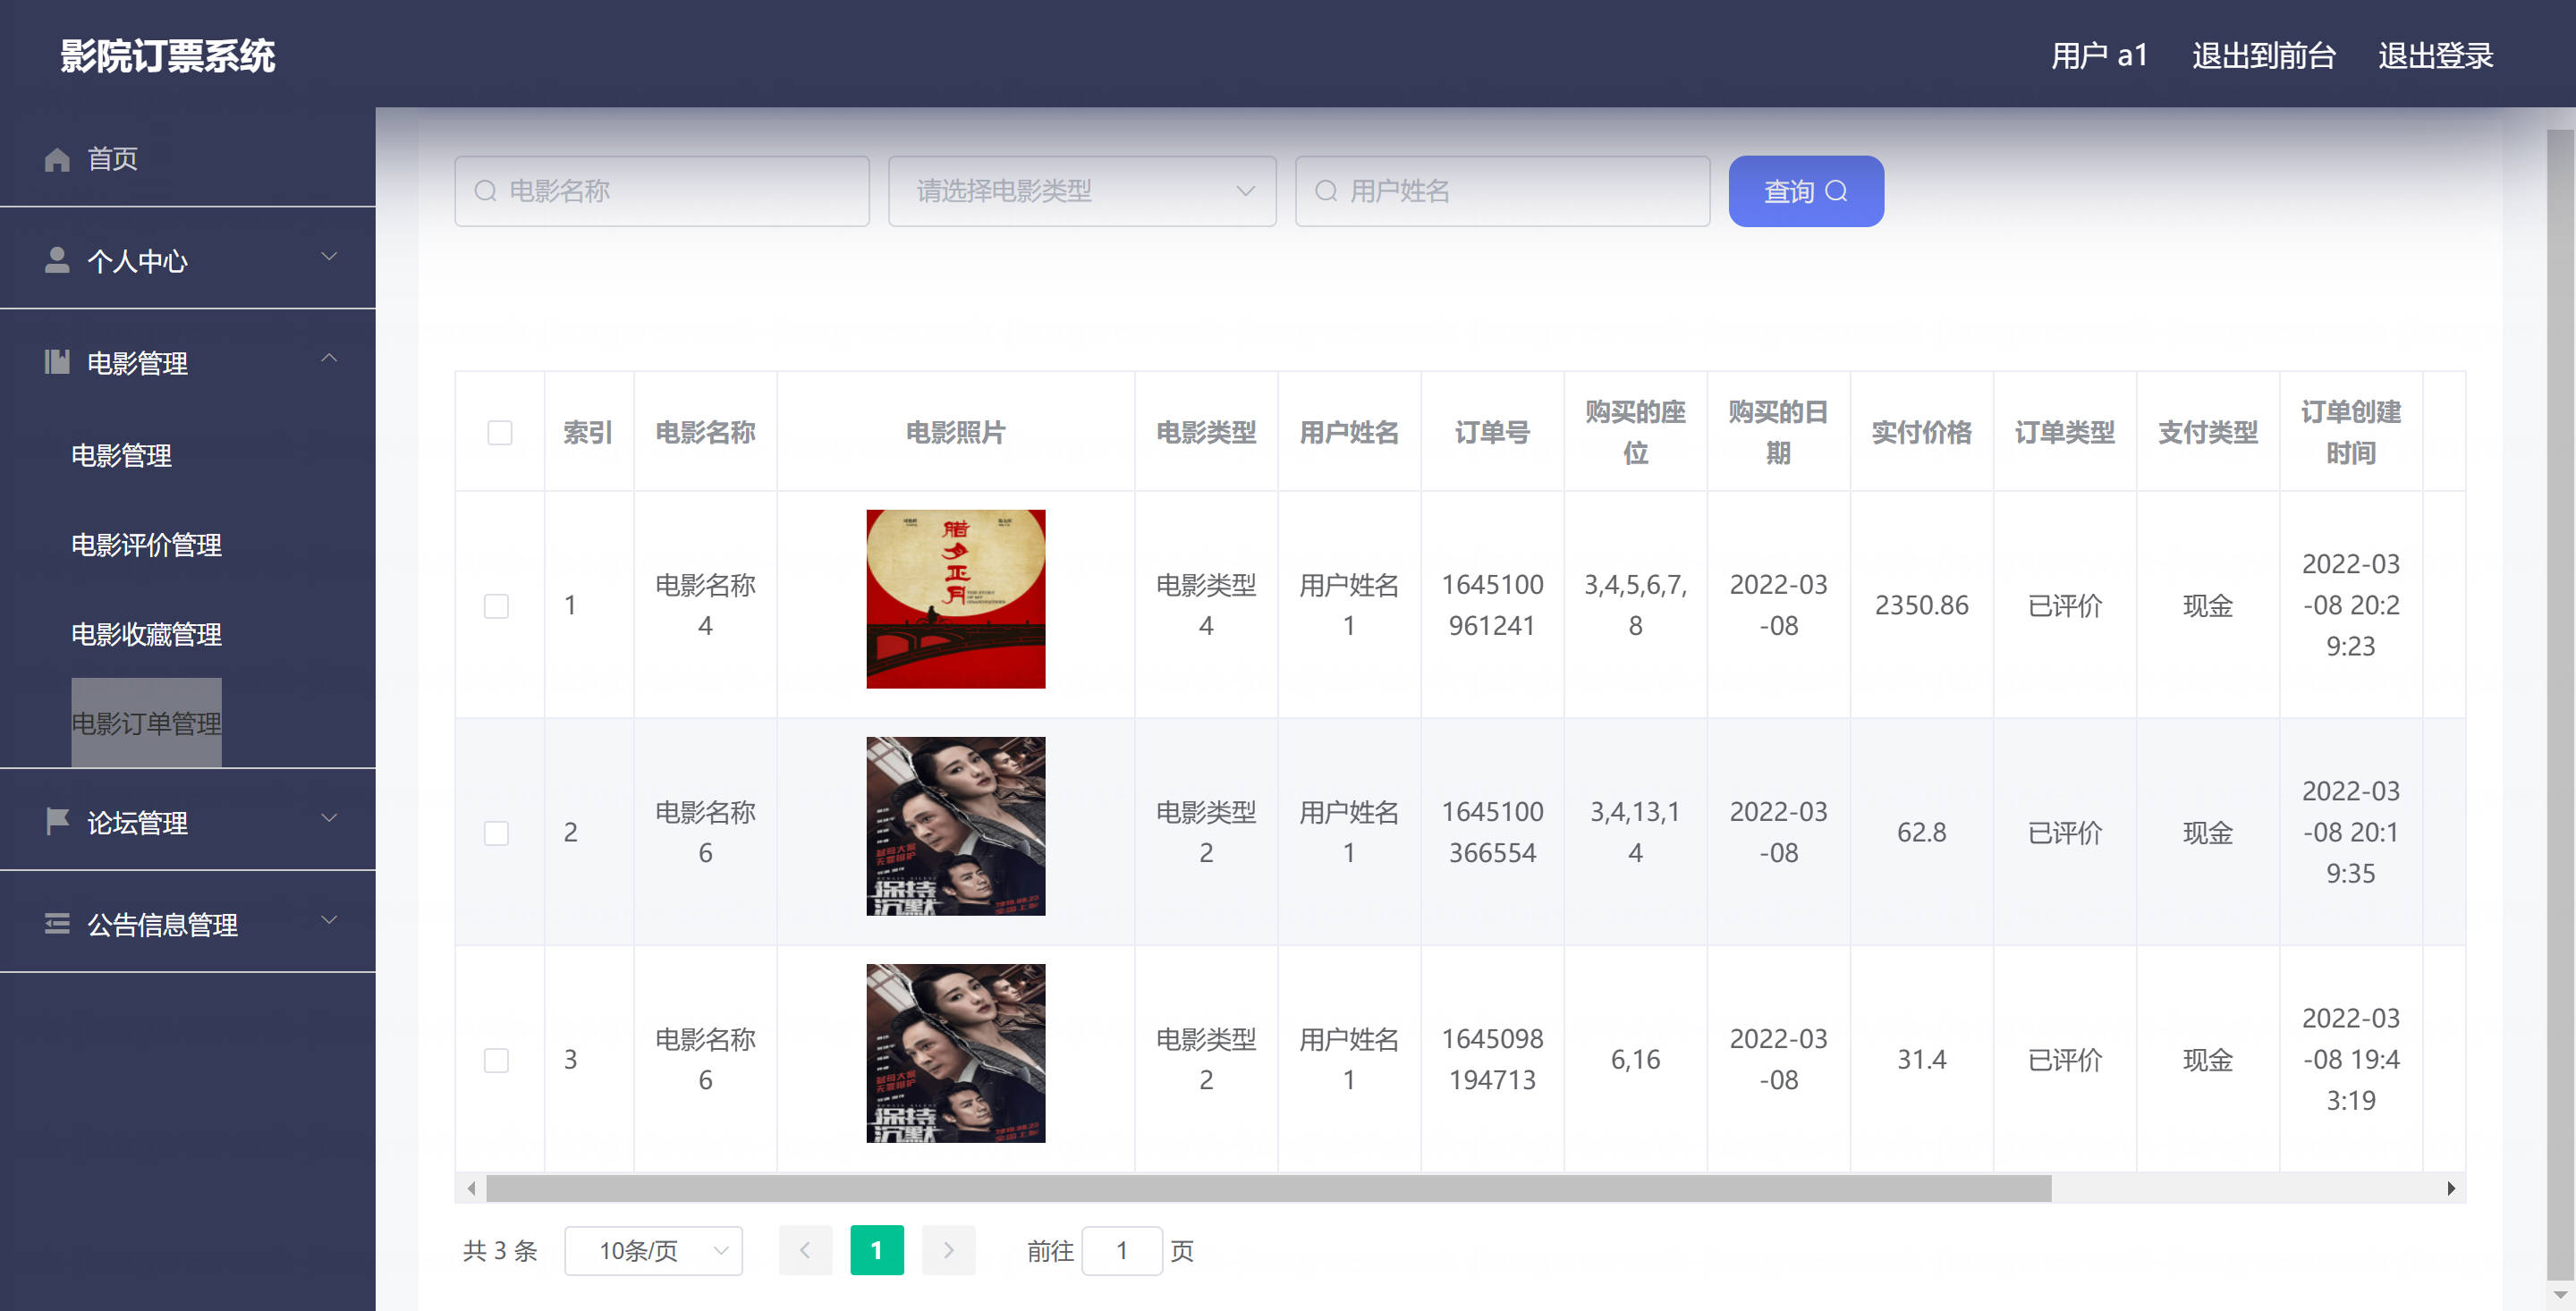 影院订票系统
用户 a1 退出到前台 退出登录
首页
个人中心
电影管理
电影管理
电影评价管理
电影收藏管理
电影订单管理
论坛管理
公告信息管理
电影名称 请选择电影类型 用户姓名 查询
索引 电影名称 电影照片 电影类型 用户姓名 订单号 购买的座位 购买的日期 实付价格 订单类型 支付类型 订单创建时间
1 电影名称4 电影类型4 用户姓名1 1645100961241 3,4,5,6,7,8 2022-03-08 2350.86 已评价 现金 2022-03-08 20:29:23
腊
月
正
月
2 电影名称6 电影类型2 用户姓名1 1645100366554 3,4,13,14 2022-03-08 62.8 已评价 现金 2022-03-08 20:19:35
保持
沉默
3 电影名称6 电影类型2 用户姓名1 1645098194713 6,16 2022-03-08 31.4 已评价 现金 2022-03-08 19:43:19
保持
沉默
共 3 条 10条/页 1 前往 1 页